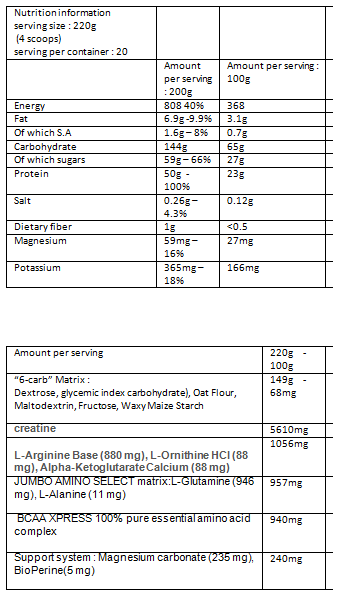 Nutrition information
serving size : 220g
(4 scoops)
serving per container : 20
Amount per serving : 200g
Amount per serving : 100g
Energy 808 40% 368
Fat 6.9g -9.9% 3.1g
Of which S.A 1.6g – 8% 0.7g
Carbohydrate 144g 65g
Of which sugars 59g – 66% 27g
Protein 50g - 100% 23g
Salt 0.26g – 4.3% 0.12g
Dietary fiber 1g <0.5
Magnesium 59mg – 16% 27mg
Potassium 365mg – 18% 166mg
Amount per serving 220g - 100g
“6-carb” Matrix : 149g - 68mg
Dextrose, glycemic index carbohydrate), Oat Flour,
Maltodextrin, Fructose, Waxy Maize Starch
creatine 5610mg
1056mg
L-Arginine Base (880 mg), L-Ornithine HCl (88
mg), Alpha-Ketoglutarate Calcium (88 mg)
JUMBO AMINO SELECT matrix:L-Glutamine (946 957mg
mg), L-Alanine (11 mg)
BCAA XPRESS 100% pure essential amino acid 940mg
complex
Support system : Magnesium carbonate (235 mg), 240mg
BioPerine(5 mg)